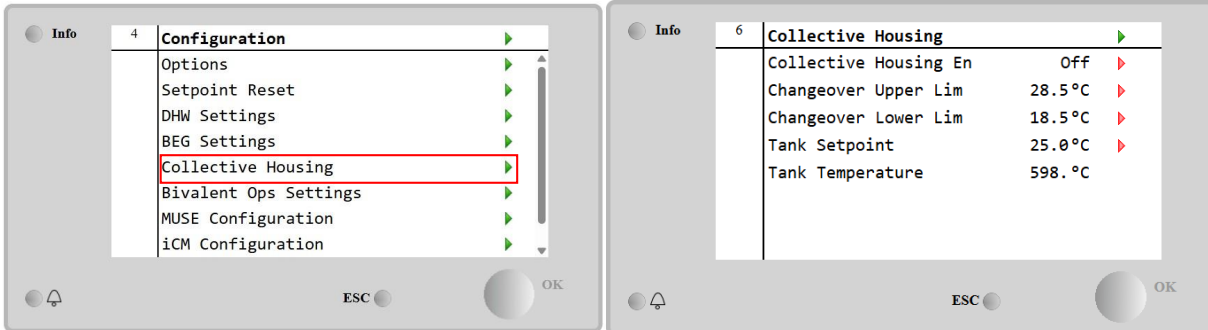 Info
4 Configuration
Options
Setpoint Reset
DHW Settings
BEG Settings
Collective Housing
Bivalent Ops Settings
MUSE Configuration
iCM Configuration
ESC
OK
Info
6 Collective Housing
Collective Housing En Off
Changeover Upper Lim 28.5°C
Changeover Lower Lim 18.5°C
Tank Setpoint 25.0°C
Tank Temperature 598.°C
ESC
OK